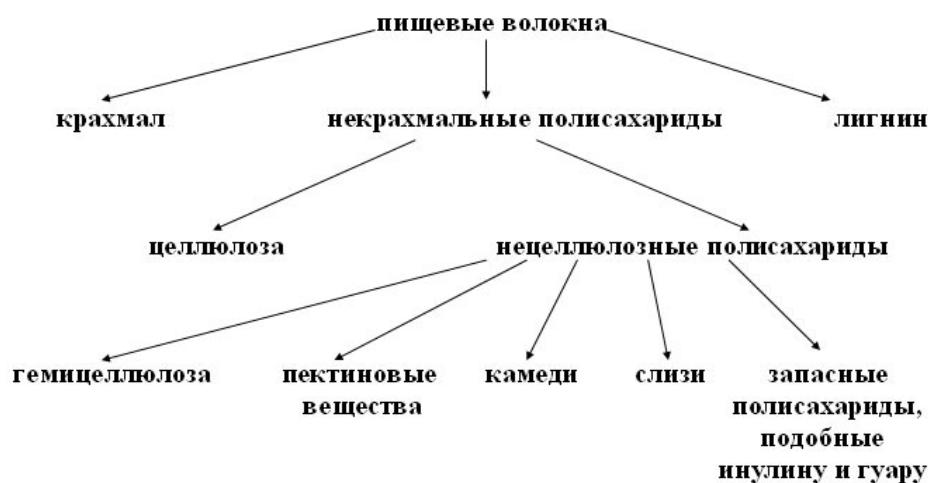 пищевые волокна
крахмал
некрахмальные полисахариды
лигнин
целлюлоза
нецеллюлозные полисахариды
гемицеллюлоза
пектиновые
вещества
камеди
слизи
запасные
полисахариды,
подобные
инулину и гуару